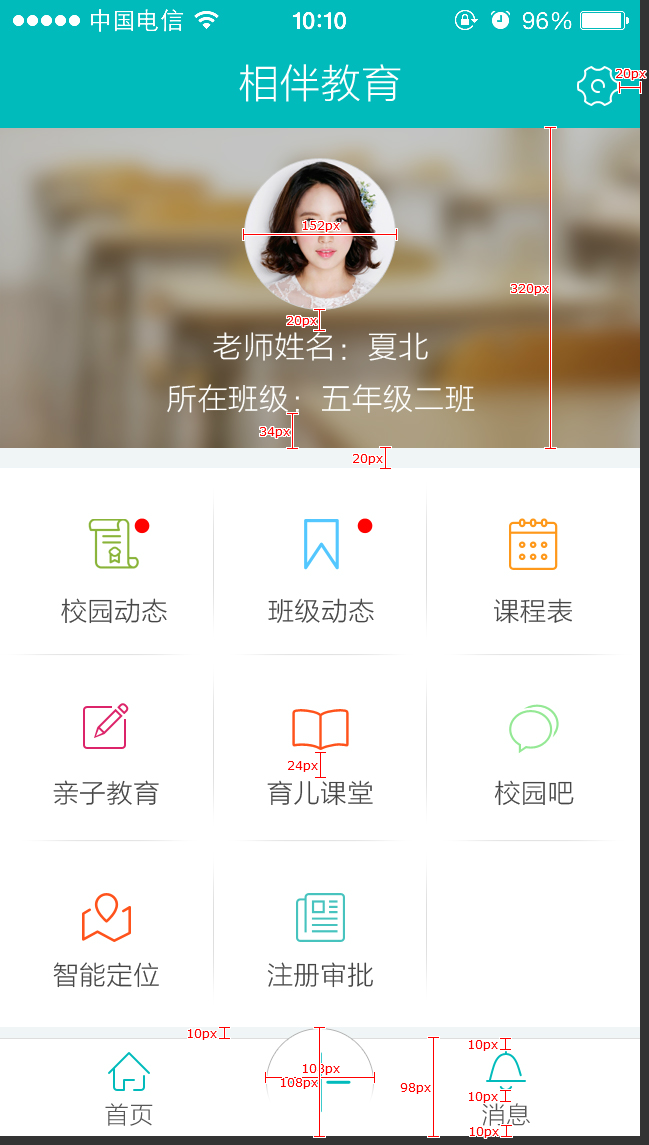 中国电信 10:10 96%
相伴教育
20px
152px
320px
20px
老师姓名：夏北
所在班级：五年级二班
34px
20px
校园动态 班级动态 课程表
24px
亲子教育 育儿课堂 校园吧
智能定位 注册审批
10px
10px
108px
108px
98px
10px
首页 消息
10px